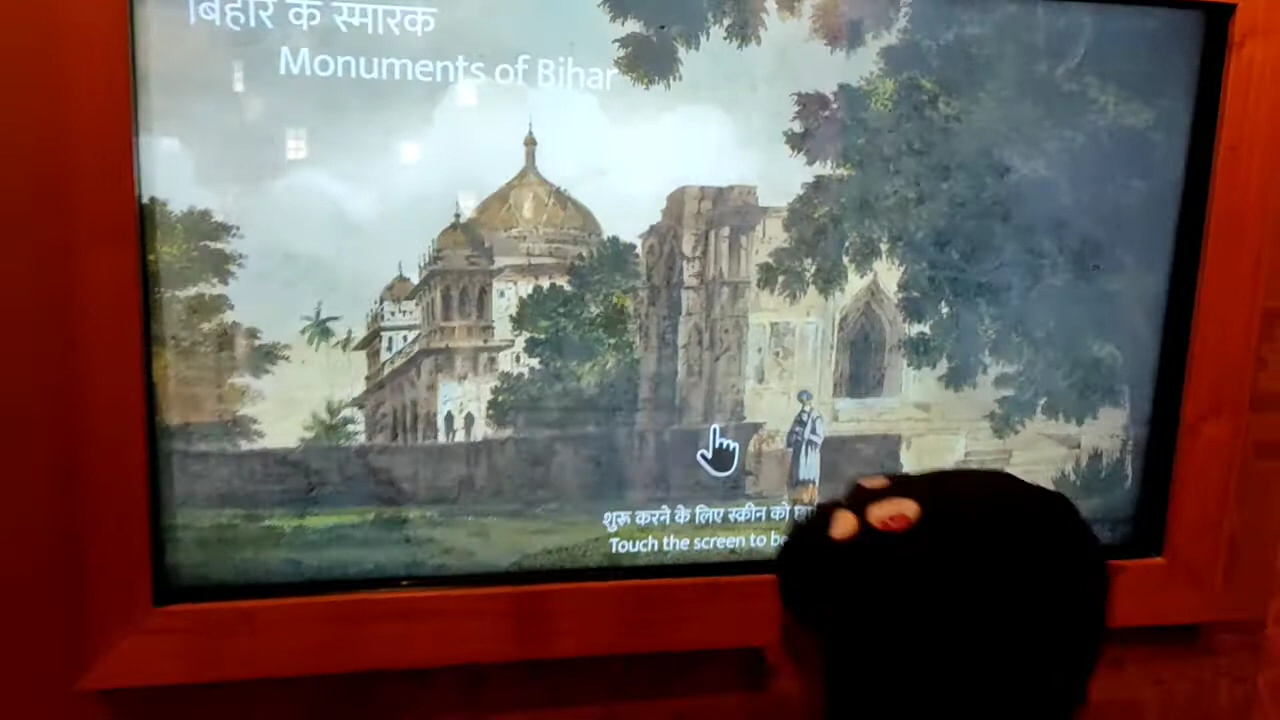 बिहार के स्मारक
Monuments of Bihar
शुरू करने के लिए स्क्रीन को
Touch the screen to